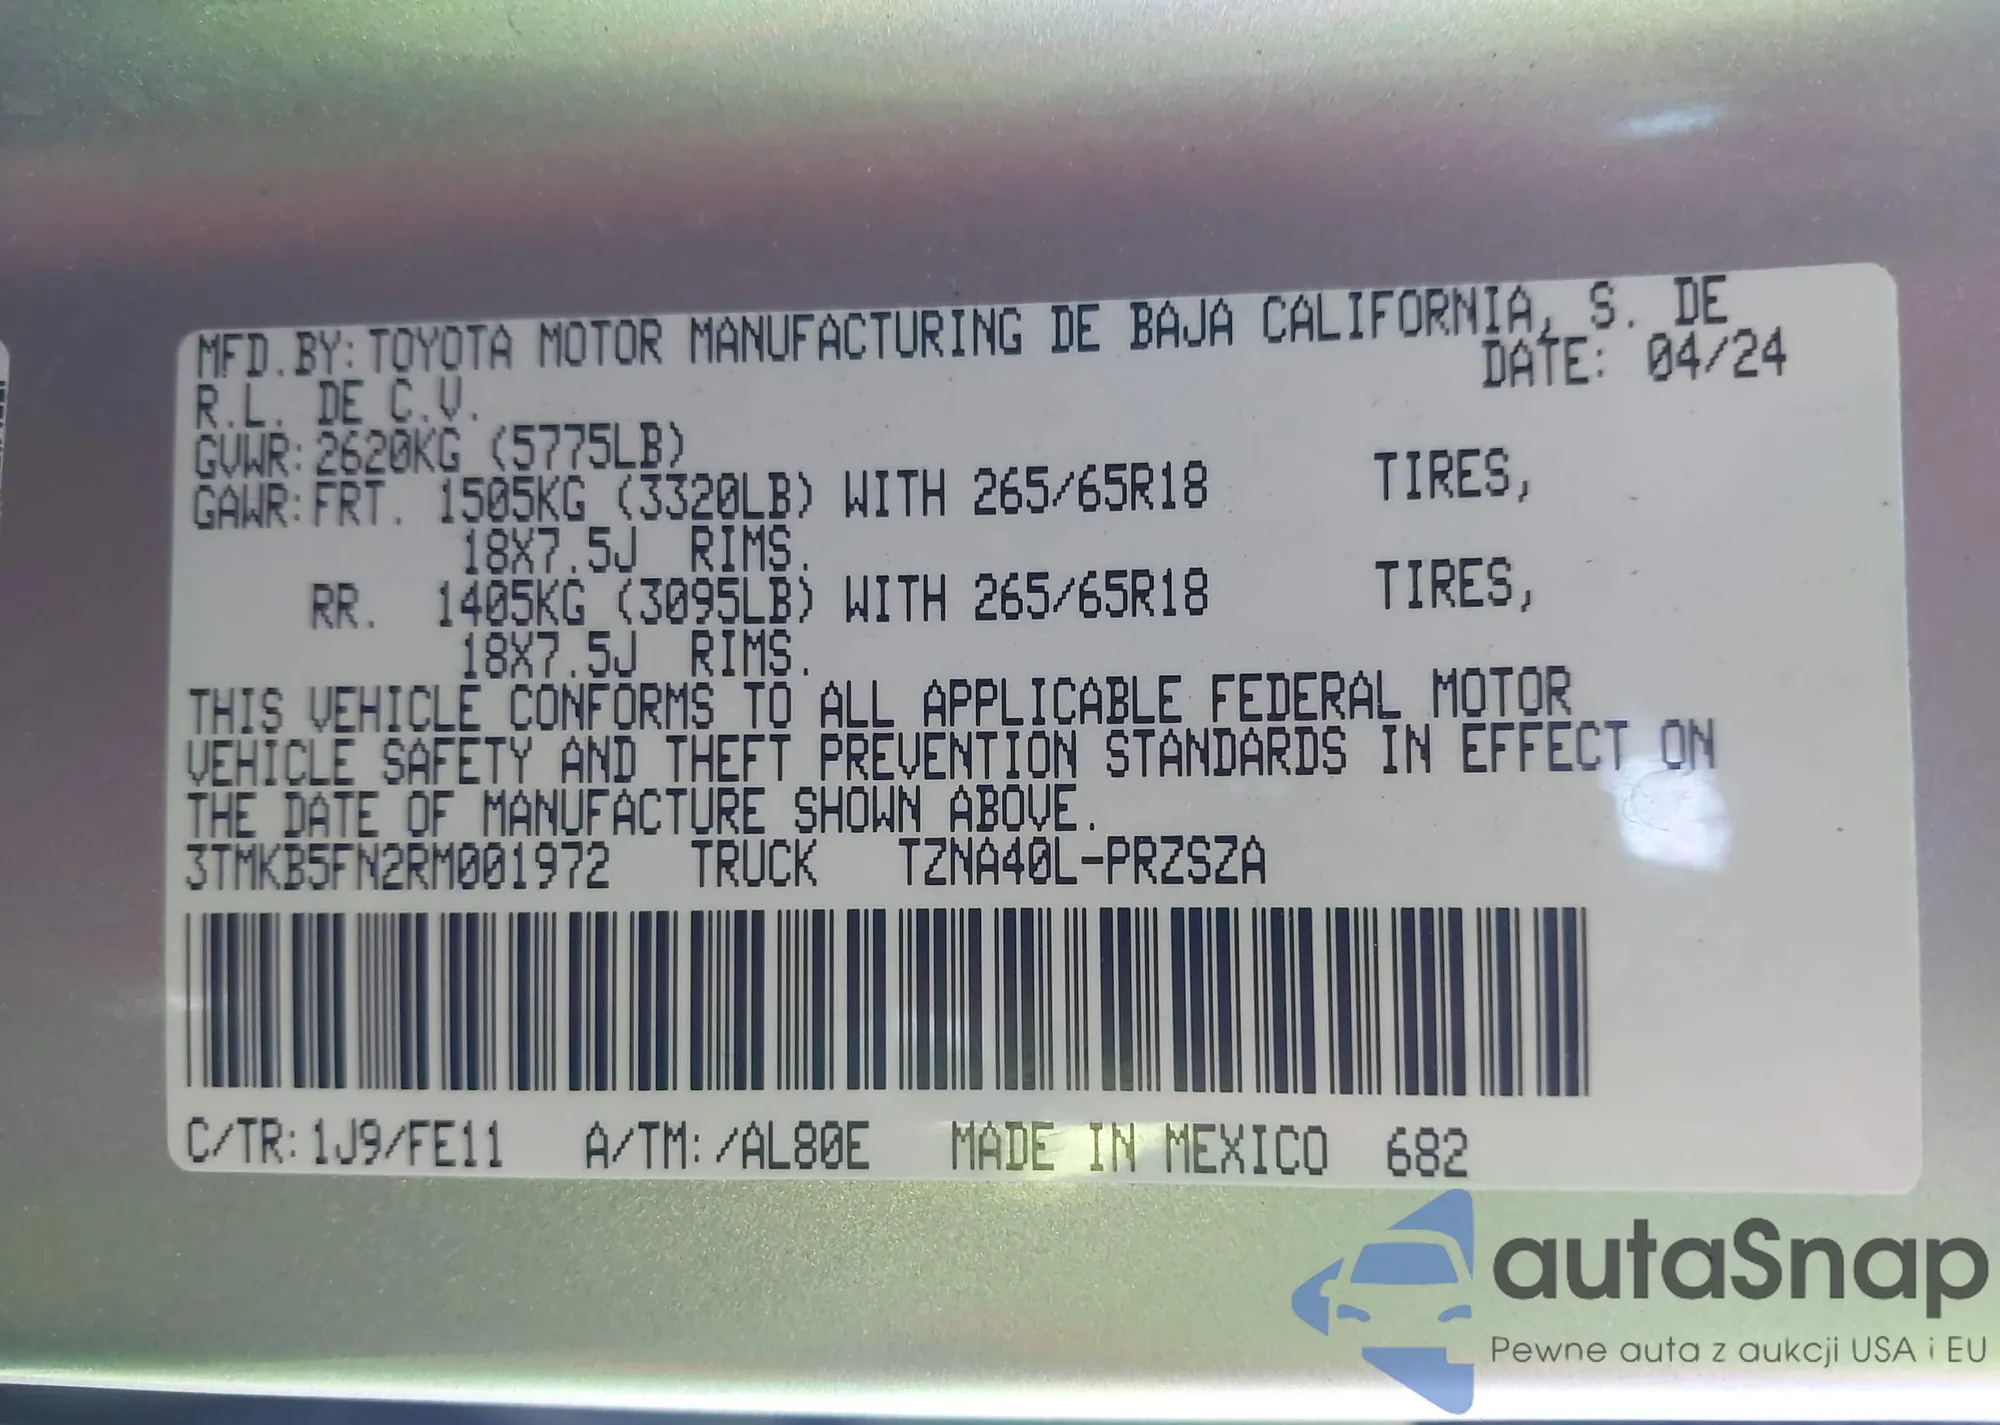 MFD.BY:TOYOTA MOTOR MANUFACTURING DE BAJA CALIFORNIA, S. DE
R.L. DE C.V. DATE: 04/24
GVWR:2620KG (5775LB)
GAWR:FRT. 1505KG (3320LB) WITH 265/65R18 TIRES,
18X7.5J RIMS.
RR. 1405KG (3095LB) WITH 265/65R18 TIRES,
18X7.5J RIMS.
THIS VEHICLE CONFORMS TO ALL APPLICABLE FEDERAL MOTOR
VEHICLE SAFETY AND THEFT PREVENTION STANDARDS IN EFFECT ON
THE DATE OF MANUFACTURE SHOWN ABOVE.
3TMKB5FN2RM001972 TRUCK TZNA40L-PRZSZA
C/TR:1J9/FE11 A/TM:/AL80E MADE IN MEXICO 682
autaSnap
Pewne auta z aukcji USA i EU